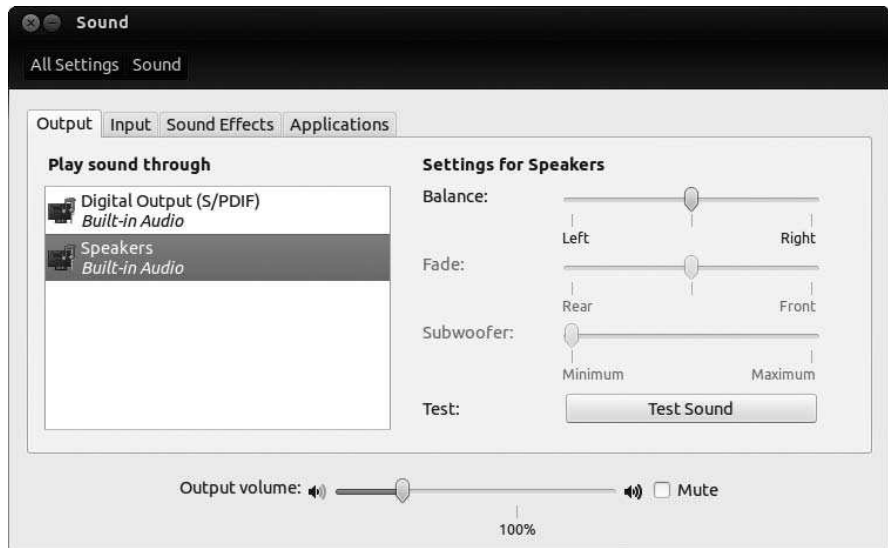 Sound
All Settings Sound
Output Input Sound Effects Applications
Play sound through
Digital Output (S/PDIF)
Built-in Audio
Speakers
Built-in Audio
Settings for Speakers
Balance:
Left Right
Fade:
Rear Front
Subwoofer:
Minimum Maximum
Test: Test Sound
Output volume: Mute
100%